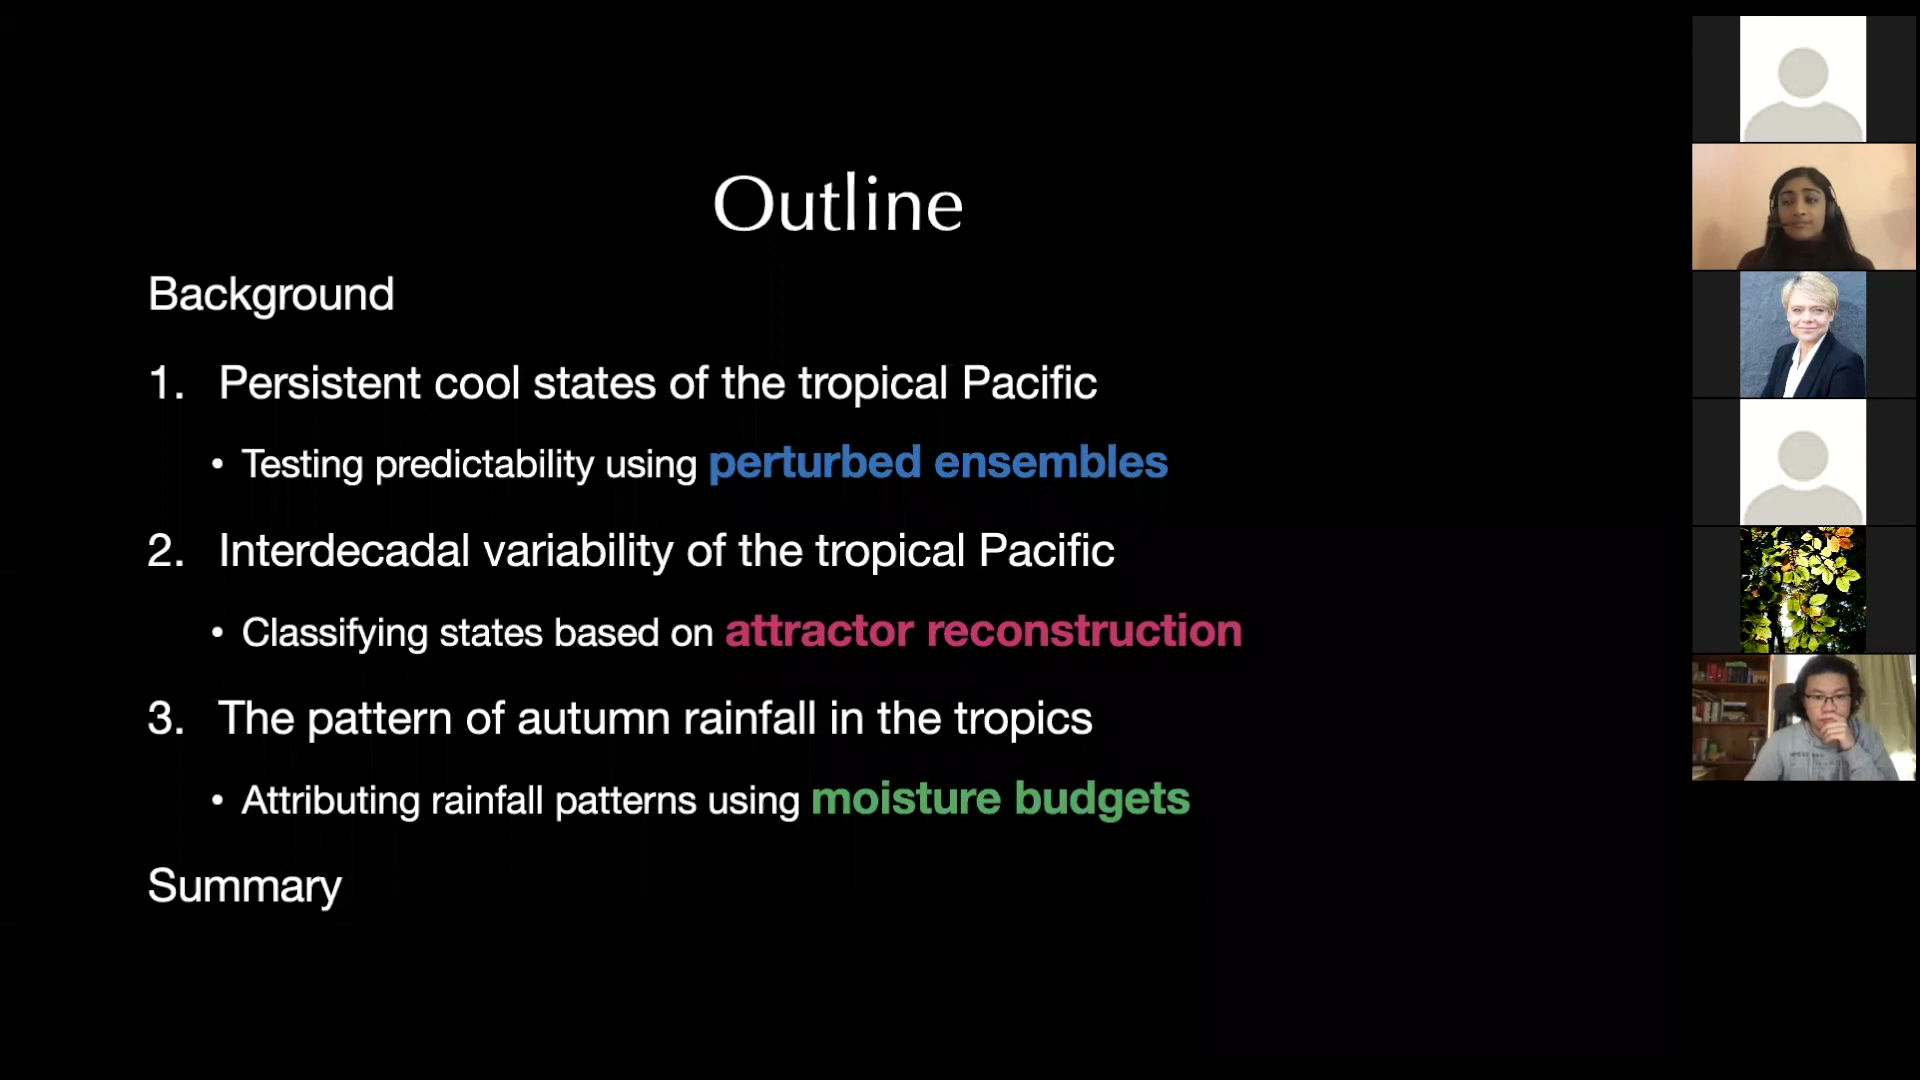 Outline
Background
1. Persistent cool states of the tropical Pacific
• Testing predictability using perturbed ensembles
2. Interdecadal variability of the tropical Pacific
• Classifying states based on attractor reconstruction
3. The pattern of autumn rainfall in the tropics
• Attributing rainfall patterns using moisture budgets
Summary